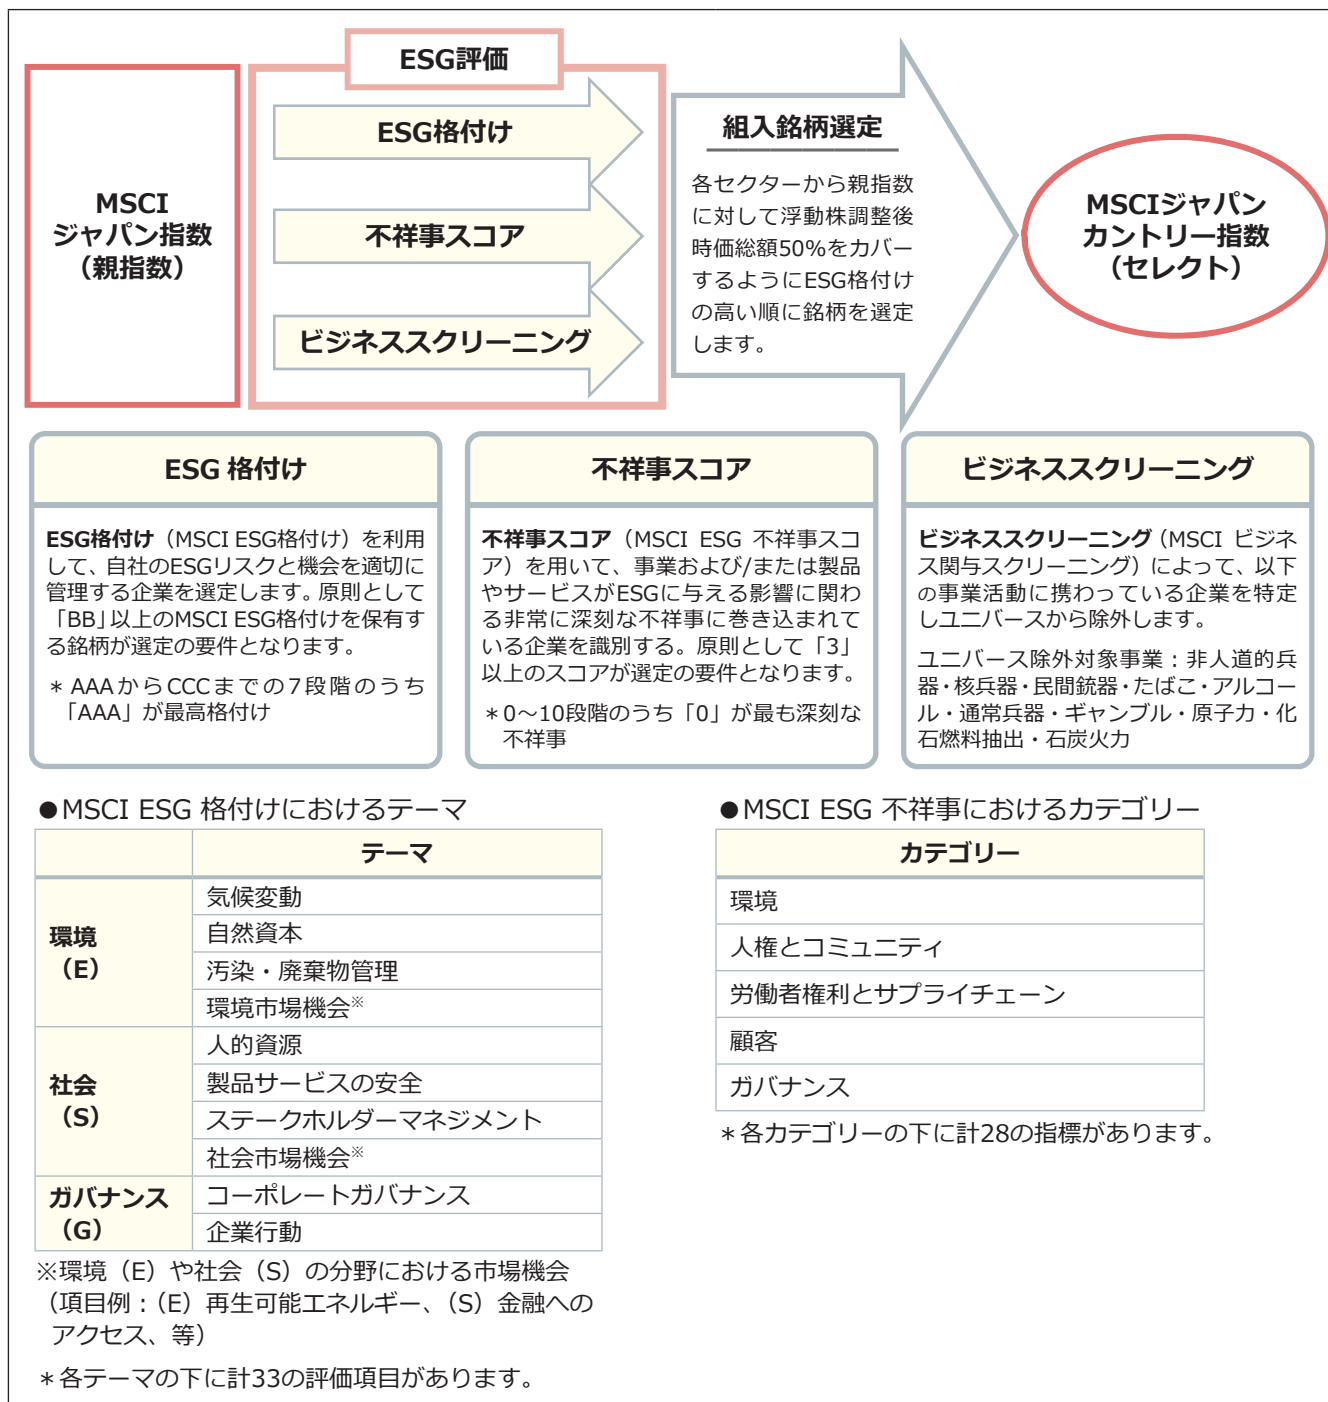 ESG評価
MSCI
ジャパン指数
（親指数）
ESG格付け
不祥事スコア
ビジネススクリーニング
組入銘柄選定
各セクターから親指数
に対して浮動株調整後
時価総額50%をカバー
するようにESG格付け
の高い順に銘柄を選定
します。
MSCIジャパン
カントリー指数
（セレクト）
ESG 格付け
ESG格付け（MSCI ESG格付け）を利用
して、自社のESGリスクと機会を適切に
管理する企業を選定します。原則として
「BB」以上のMSCI ESG格付けを保有す
る銘柄が選定の要件となります。
＊AAAからCCCまでの7段階のうち
「AAA」が最高格付け
不祥事スコア
不祥事スコア（MSCI ESG 不祥事スコ
ア）を用いて、事業および/または製品
やサービスがESGに与える影響に関わ
る非常に深刻な不祥事に巻き込まれて
いる企業を識別する。原則として「3」
以上のスコアが選定の要件となります。
＊0～10段階のうち「0」が最も深刻な
不祥事
ビジネススクリーニング
ビジネススクリーニング（MSCI ビジネ
ス関与スクリーニング）によって、以下
の事業活動に携わっている企業を特定
しユニバースから除外します。
ユニバース除外対象事業：非人道的兵
器・核兵器・民間銃器・たばこ・アルコー
ル・通常兵器・ギャンブル・原子力・化
石燃料抽出・石炭火力
●MSCI ESG 格付けにおけるテーマ
テーマ
環境
（E）
気候変動
自然資本
汚染・廃棄物管理
環境市場機会※
社会
（S）
人的資源
製品サービスの安全
ステークホルダーマネジメント
社会市場機会※
ガバナンス
（G）
コーポレートガバナンス
企業行動
※環境（E）や社会（S）の分野における市場機会
（項目例：（E）再生可能エネルギー、（S）金融への
アクセス、等）
＊各テーマの下に計33の評価項目があります。
●MSCI ESG 不祥事におけるカテゴリー
カテゴリー
環境
人権とコミュニティ
労働者権利とサプライチェーン
顧客
ガバナンス
＊各カテゴリーの下に計28の指標があります。